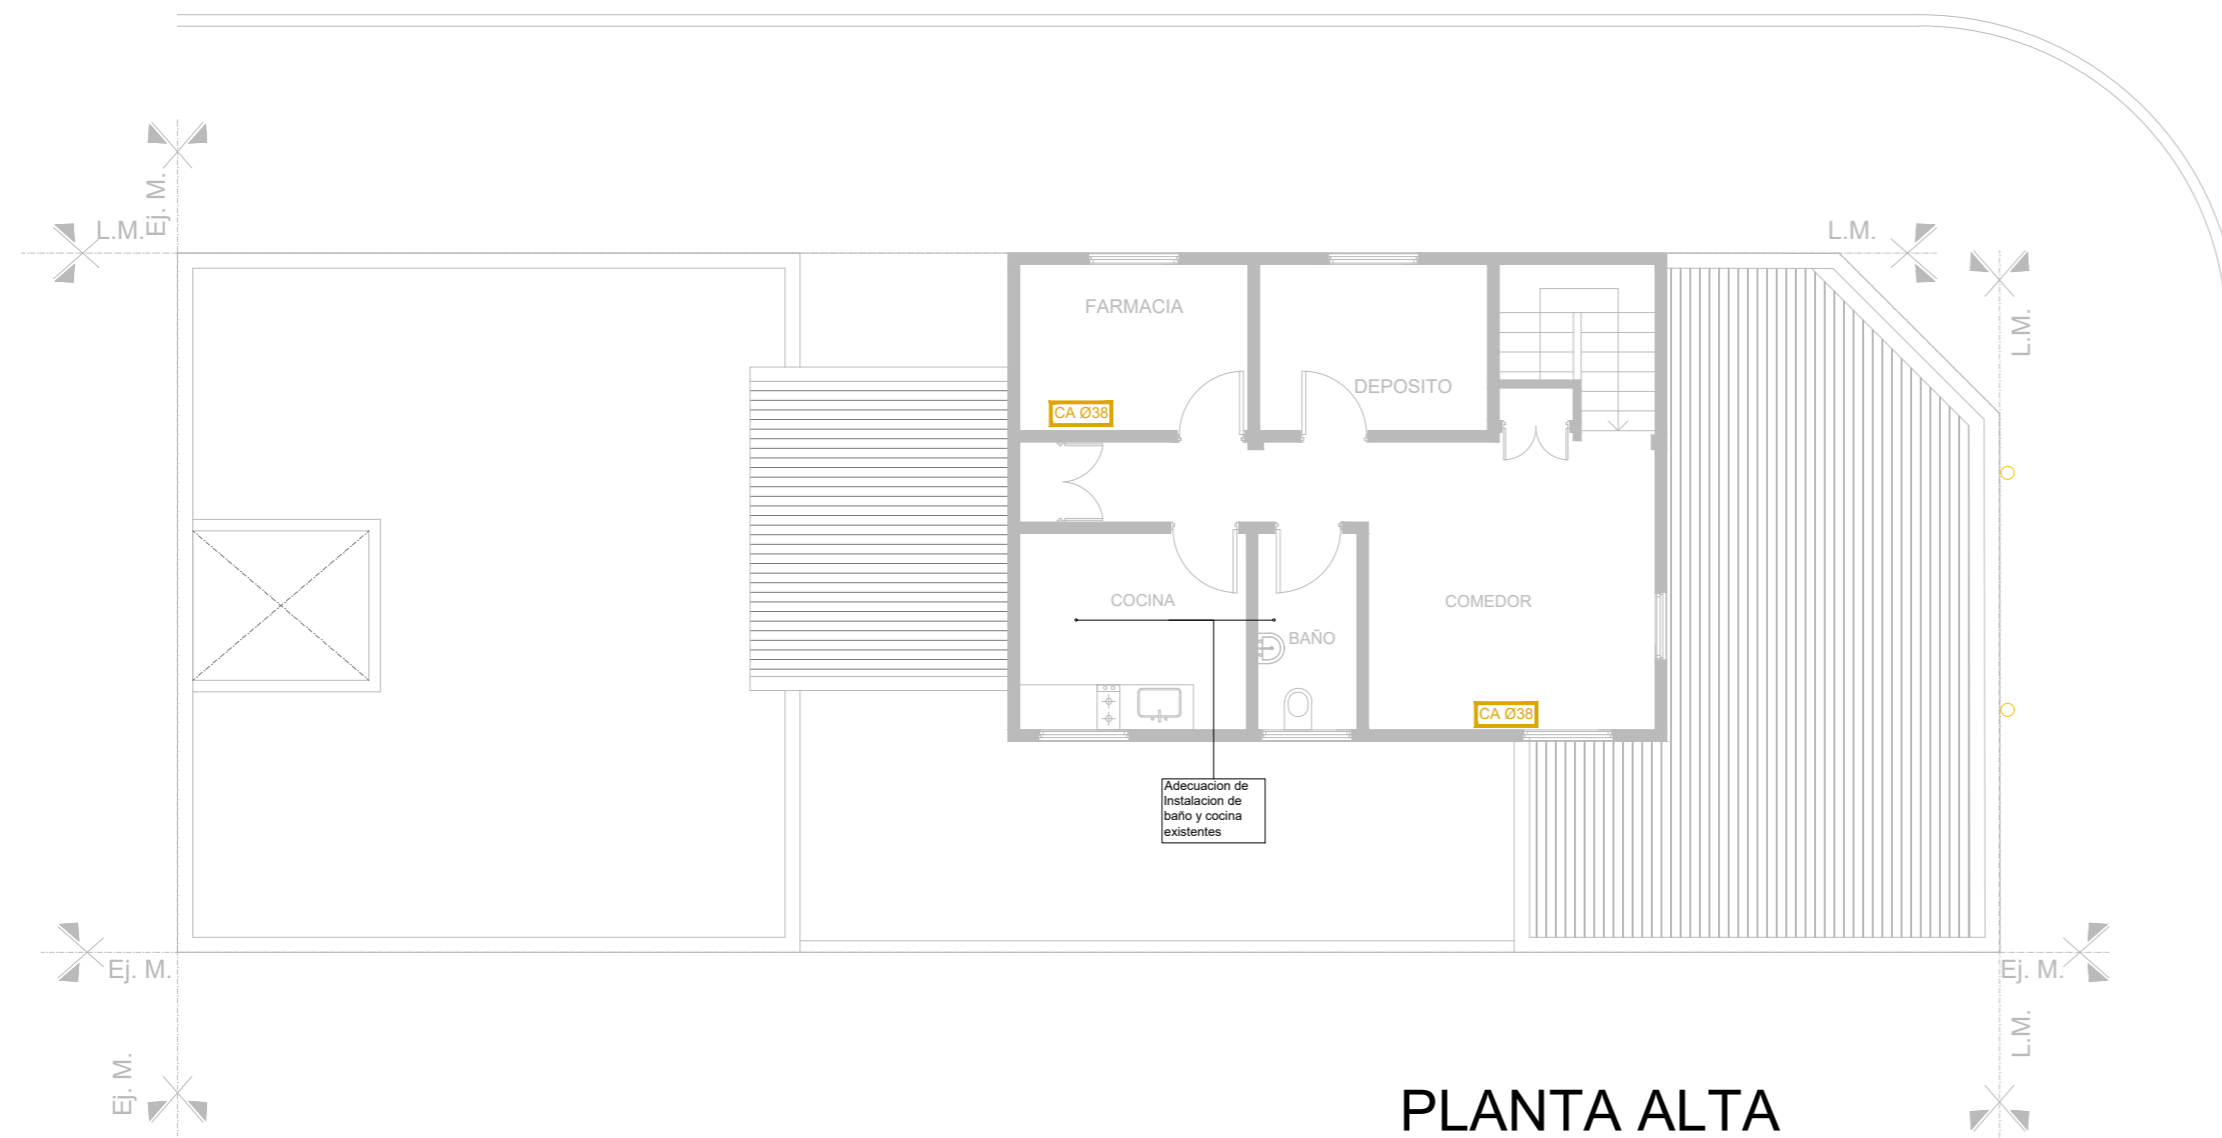 Ej. M.
L.M.
L.M.
L.M.
FARMACIA
DEPOSITO
CA Ø38
COCINA
COMEDOR
BAÑO
CA Ø38
Adecuacion de
Instalacion de
baño y cocina
existentes
Ej. M.
Ej. M.
Ej. M.
L.M.
PLANTA ALTA